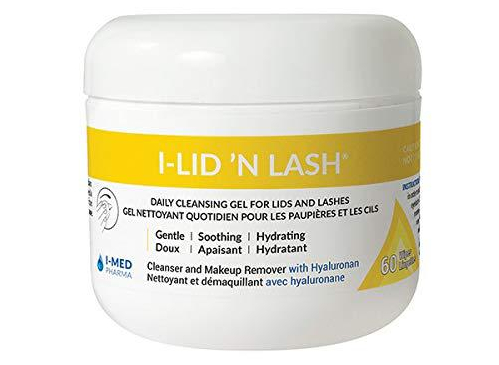 I-LID 'N LASH®
DAILY CLEANSING GEL FOR LIDS AND LASHES
GEL NETTOYANT QUOTIDIEN POUR LES PAUPIÈRES ET LES CILS
Gentle | Soothing | Hydrating
Doux | Apaisant | Hydratant
I-MED
PHARMA
Cleanser and Makeup Remover with Hyaluronan
Nettoyant et démaquillant avec hyaluronane
60 Wipes
Lingettes